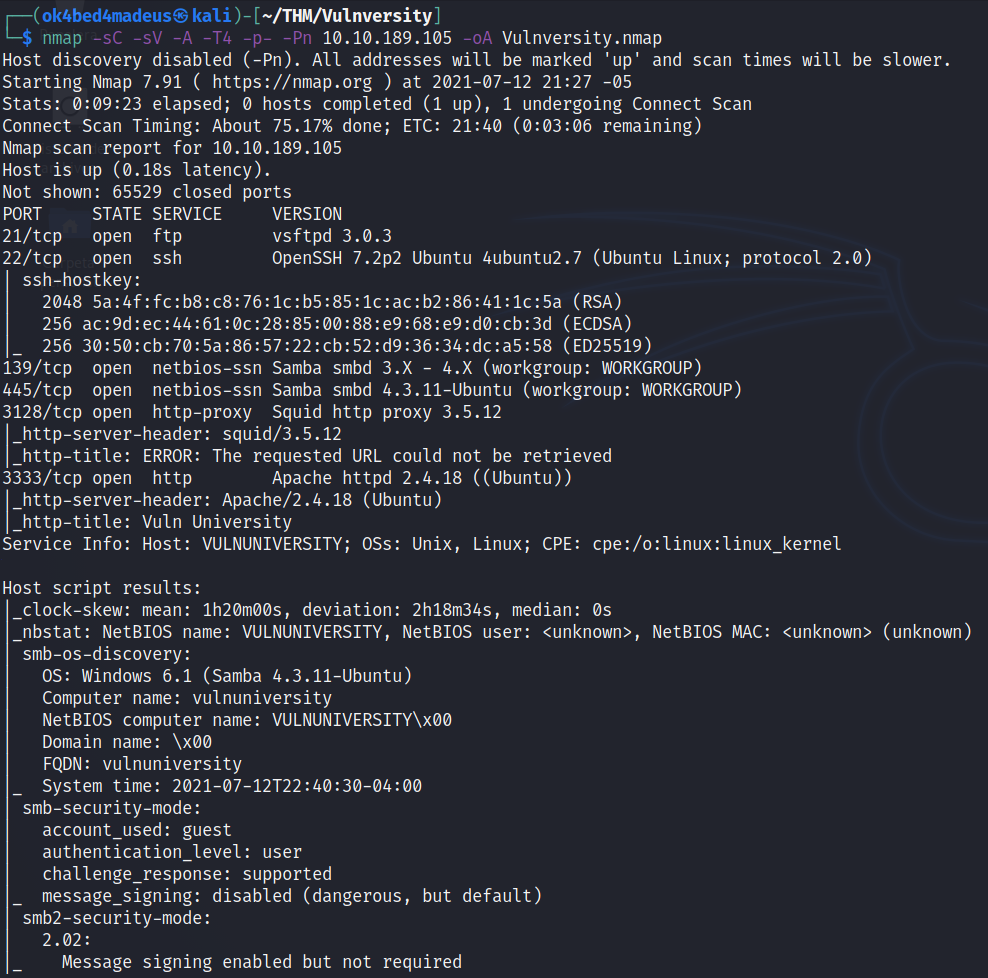 ┌──(ok4bed4madeus㉿kali)-[~/THM/Vulnversity]
└─$ nmap -sC -sV -A -T4 -p- -Pn 10.10.189.105 -oA Vulnversity.nmap
Host discovery disabled (-Pn). All addresses will be marked 'up' and scan times will be slower.
Starting Nmap 7.91 ( https://nmap.org ) at 2021-07-12 21:27 -05
Stats: 0:09:23 elapsed; 0 hosts completed (1 up), 1 undergoing Connect Scan
Connect Scan Timing: About 75.17% done; ETC: 21:40 (0:03:06 remaining)
Nmap scan report for 10.10.189.105
Host is up (0.18s latency).
Not shown: 65529 closed ports
PORT     STATE SERVICE     VERSION
21/tcp   open  ftp         vsftpd 3.0.3
22/tcp   open  ssh         OpenSSH 7.2p2 Ubuntu 4ubuntu2.7 (Ubuntu Linux; protocol 2.0)
| ssh-hostkey:
|   2048 5a:4f:fc:b8:c8:76:1c:b5:85:1c:ac:b2:86:41:1c:5a (RSA)
|   256 ac:9d:ec:44:61:0c:28:85:00:88:e9:68:e9:d0:cb:3d (ECDSA)
|_  256 30:50:cb:70:5a:86:57:22:cb:52:d9:36:34:dc:a5:58 (ED25519)
139/tcp  open  netbios-ssn Samba smbd 3.X - 4.X (workgroup: WORKGROUP)
445/tcp  open  netbios-ssn Samba smbd 4.3.11-Ubuntu (workgroup: WORKGROUP)
3128/tcp open  http-proxy  Squid http proxy 3.5.12
|_http-server-header: squid/3.5.12
|_http-title: ERROR: The requested URL could not be retrieved
3333/tcp open  http        Apache httpd 2.4.18 ((Ubuntu))
|_http-server-header: Apache/2.4.18 (Ubuntu)
|_http-title: Vuln University
Service Info: Host: VULNUNIVERSITY; OSs: Unix, Linux; CPE: cpe:/o:linux:linux_kernel

Host script results:
|_clock-skew: mean: 1h20m00s, deviation: 2h18m34s, median: 0s
|_nbstat: NetBIOS name: VULNUNIVERSITY, NetBIOS user: <unknown>, NetBIOS MAC: <unknown> (unknown)
| smb-os-discovery:
|   OS: Windows 6.1 (Samba 4.3.11-Ubuntu)
|   Computer name: vulnuniversity
|   NetBIOS computer name: VULNUNIVERSITY\x00
|   Domain name: \x00
|   FQDN: vulnuniversity
|_  System time: 2021-07-12T22:40:30-04:00
| smb-security-mode:
|   account_used: guest
|   authentication_level: user
|   challenge_response: supported
|_  message_signing: disabled (dangerous, but default)
| smb2-security-mode:
|   2.02:
|_    Message signing enabled but not required